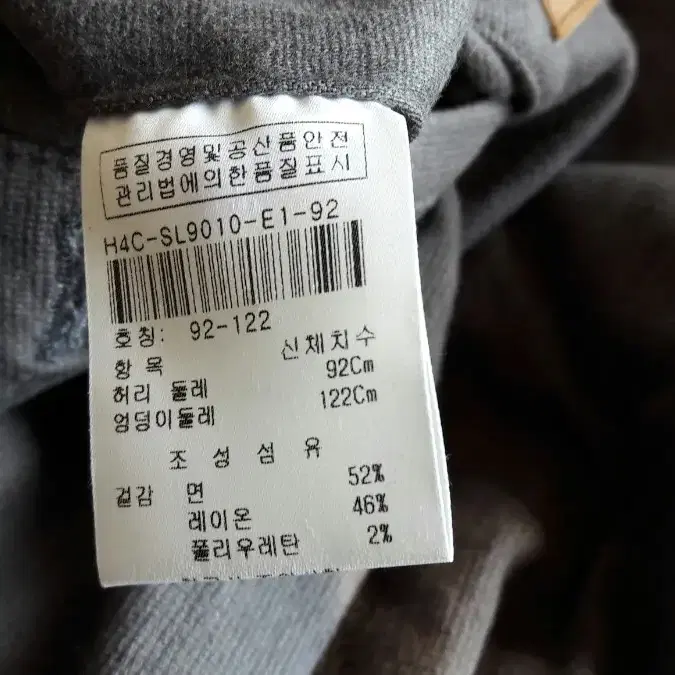 품질경영및공산품안전
관리법에의한품질표시
H4C-SL9010-E1-92
호칭: 92-122
항 목 신체치수
허리 둘레 92Cm
엉덩이둘레 122Cm
조 성 섬 유
겉감 면 52%
레이온 46%
폴리우레탄 2%